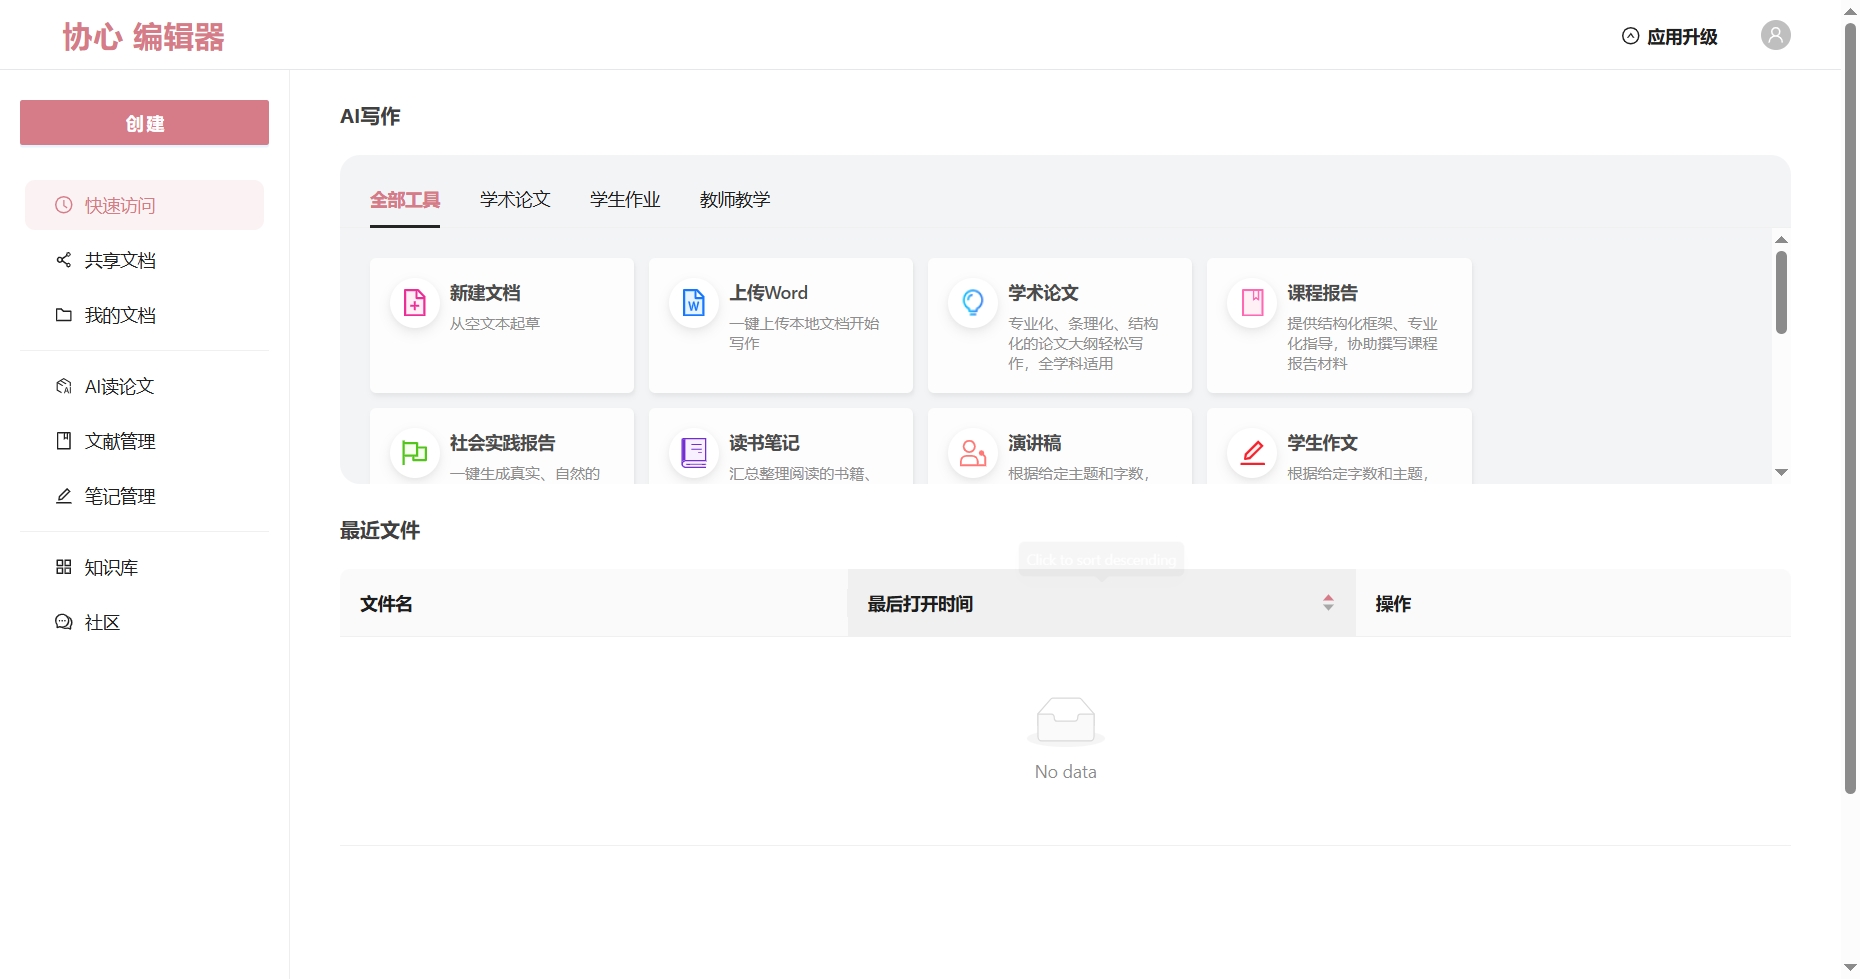 协心 编辑器
应用升级
创建
快速访问
共享文档
我的文档
AI读论文
文献管理
笔记管理
知识库
社区
AI写作
全部工具 学术论文 学生作业 教师教学
新建文档
从空文本起草
上传Word
一键上传本地文档开始
写作
学术论文
专业化、条理化、结构
化的论文大纲轻松写
作，全学科适用
课程报告
提供结构化框架、专业
化指导，协助撰写课程
报告材料
社会实践报告
一键生成真实、自然的
读书笔记
汇总整理阅读的书籍、
演讲稿
根据给定主题和字数，
学生作文
根据给定字数和主题，
最近文件
Click to sort descending
文件名 最后打开时间 操作
No data